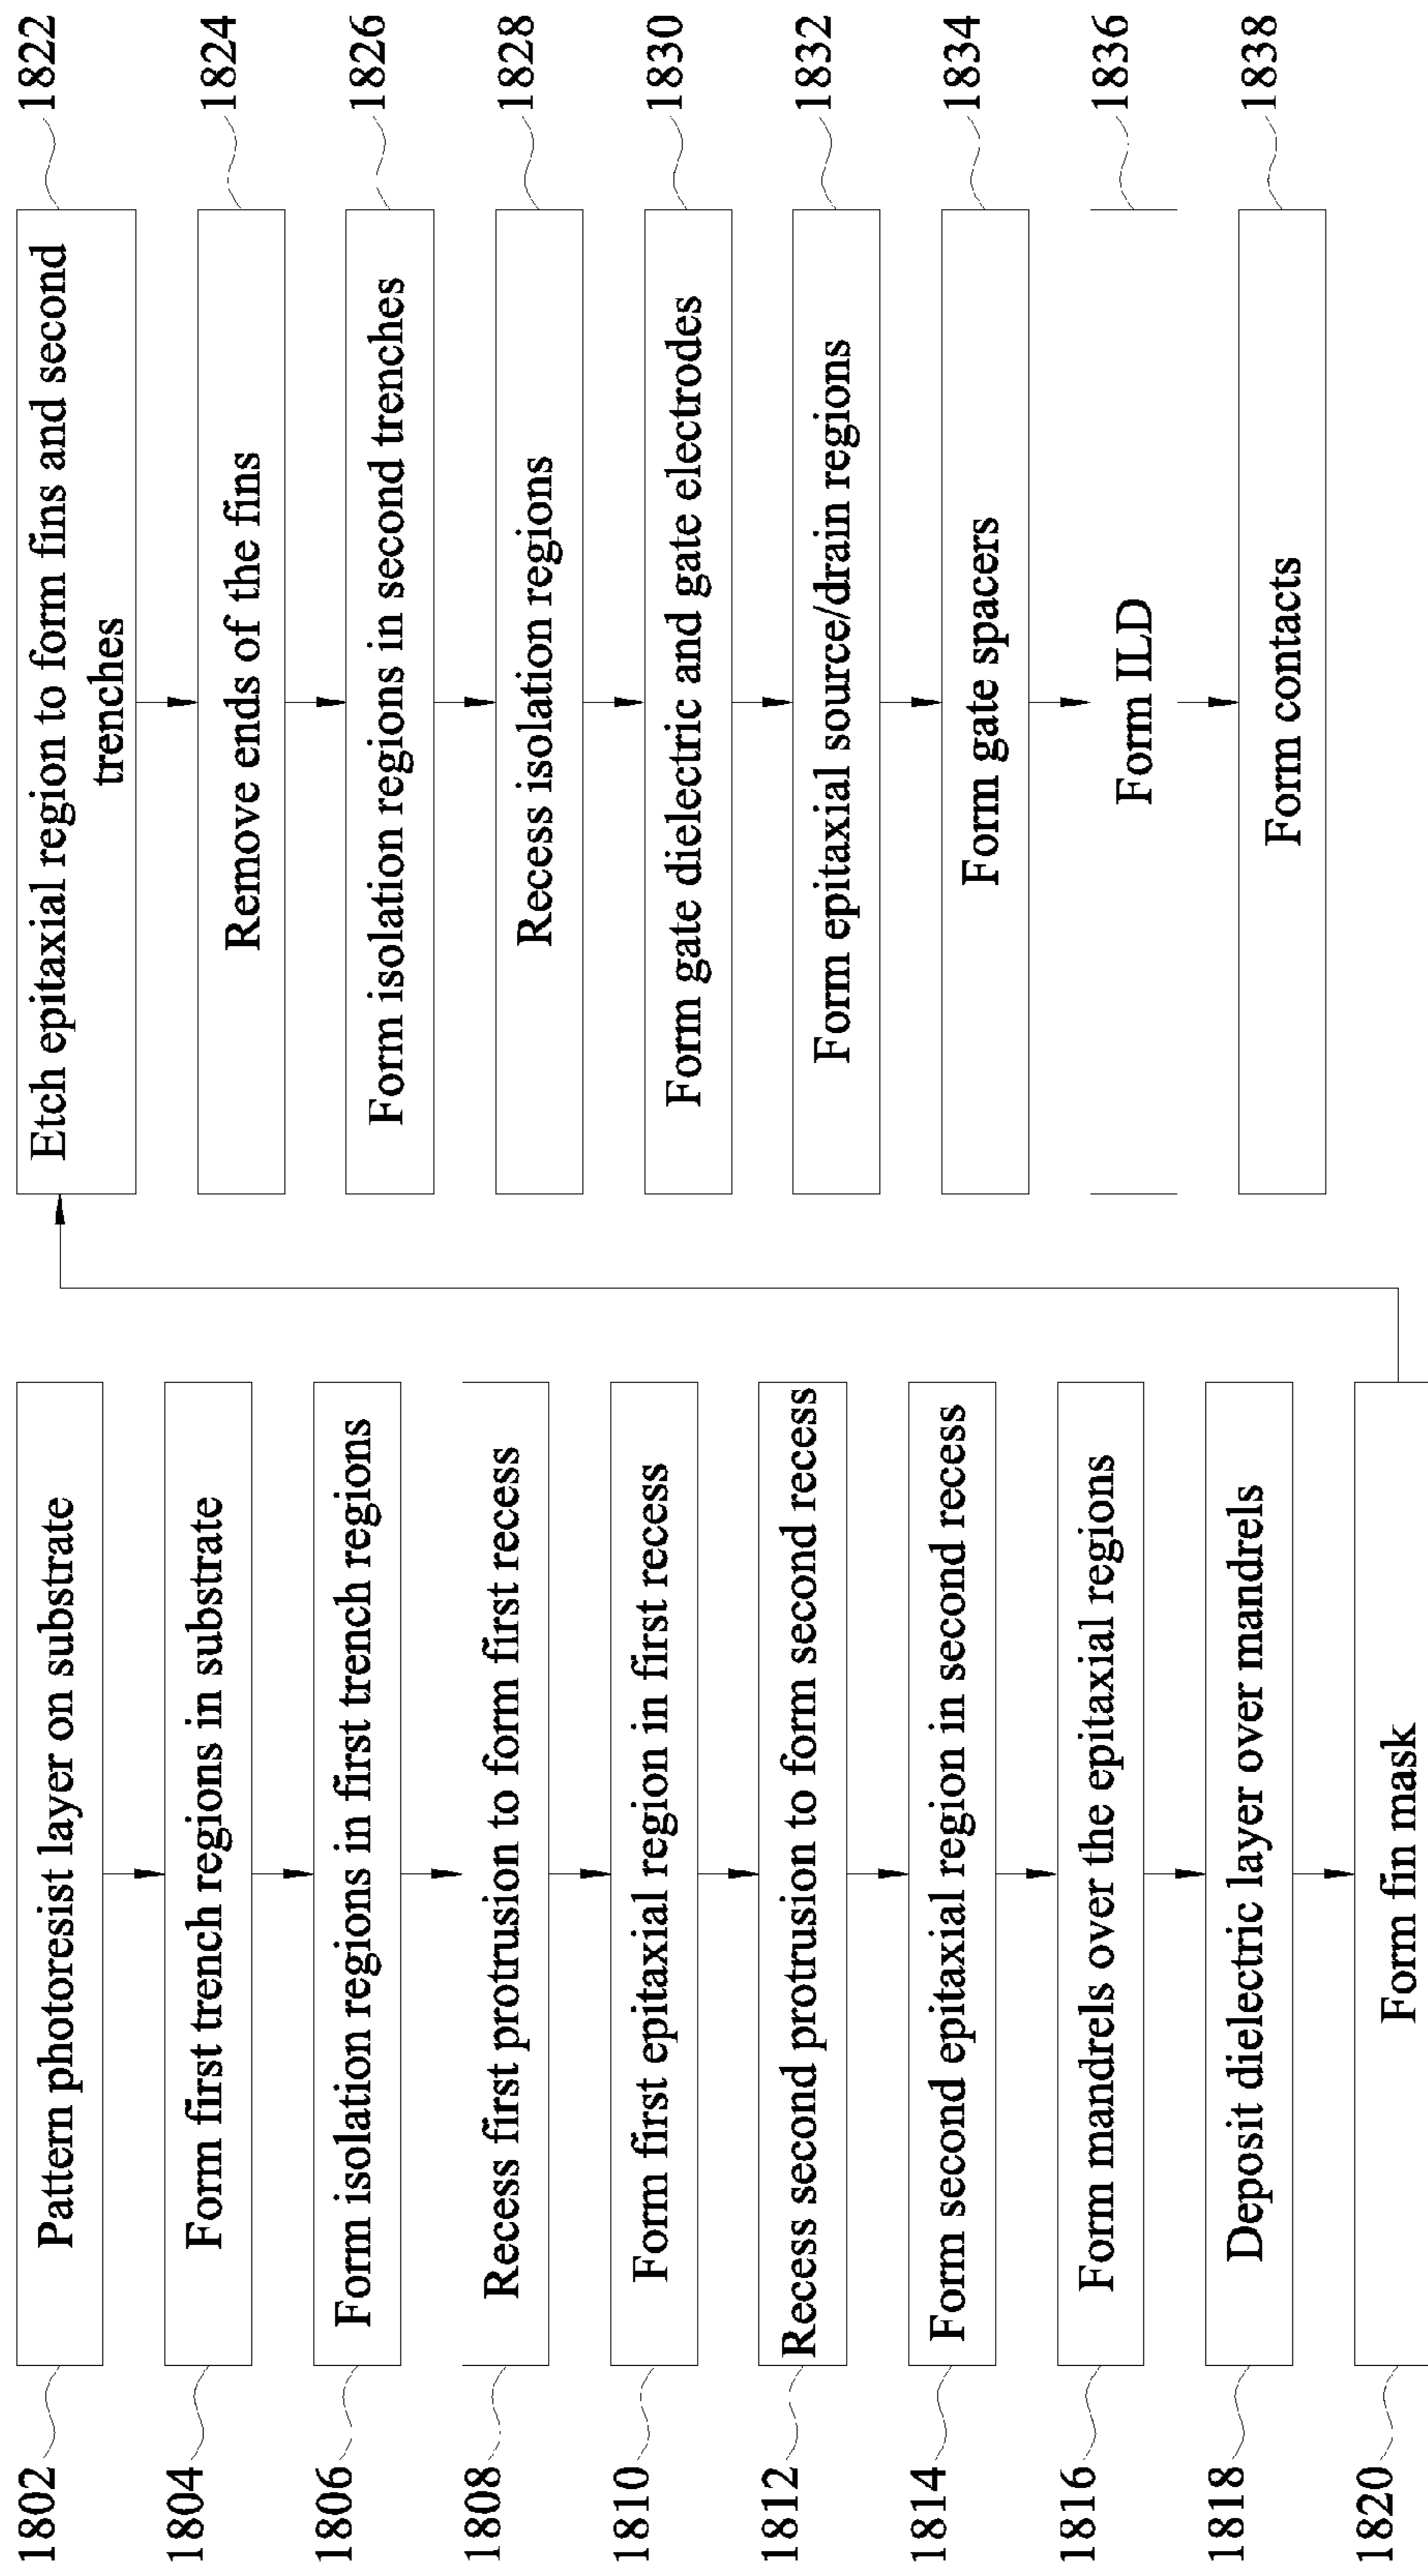 1802
Pattern photoresist layer on substrate
1804
Form first trench regions in substrate
1806
Form isolation regions in first trench regions
1808
Recess first protrusion to form first recess
1810
Form first epitaxial region in first recess
1812
Recess second protrusion to form second recess
1814
Form second epitaxial region in second recess
1816
Form mandrels over the epitaxial regions
1818
Deposit dielectric layer over mandrels
1820
Form fin mask
Etch epitaxial region to form fins and second
trenches
1822
Remove ends of the fins
1824
Form isolation regions in second trenches
1826
Recess isolation regions
1828
Form gate dielectric and gate electrodes
1830
Form epitaxial source/drain regions
1832
Form gate spacers
1834
Form ILD
1836
Form contacts
1838